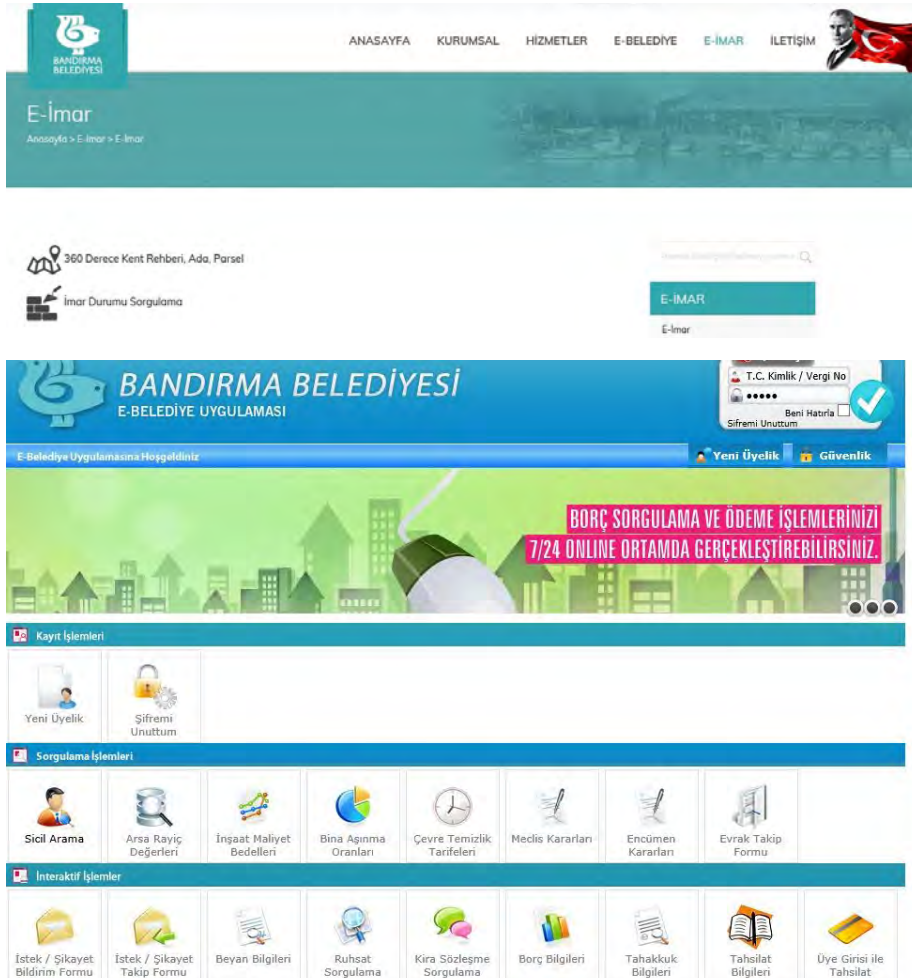 BANDIRMA
BELEDİYESİ
ANASAYFA KURUMSAL HİZMETLER E-BELEDİYE E-İMAR İLETİŞİM
E-İmar
Anasayfa > E-İmar > E-İmar
360 Derece Kent Rehberi, Ada, Parsel
İmar Durumu Sorgulama
E-İMAR
E-İmar
BANDIRMA BELEDİYESİ
E-BELEDİYE UYGULAMASI
T.C. Kimlik / Vergi No
Beni Hatırla
Sifremi Unuttum
E-Belediye Uygulamasına Hoşgeldiniz
Yeni Üyelik Güvenlik
BORÇ SORGULAMA VE ÖDEME İŞLEMLERİNİZİ
7/24 ONLINE ORTAMDA GERÇEKLEŞTİREBİLİRSİNİZ.
Kayıt İşlemleri
Yeni Üyelik
Şifremi
Unuttum
Sorgulama İşlemleri
Sicil Arama
Arsa Rayiç
Değerleri
İnşaat Maliyet
Bedelleri
Bina Aşınma
Oranları
Çevre Temizlik
Tarifeleri
Meclis Kararları
Encümen
Kararları
Evrak Takip
Formu
İnteraktif İşlemler
İstek / Şikayet
Bildirim Formu
İstek / Şikayet
Takip Formu
Beyan Bilgileri
Ruhsat
Sorgulama
Kira Sözleşme
Sorgulama
Borç Bilgileri
Tahakkuk
Bilgileri
Tahsilat
Bilgileri
Üye Girisi ile
Tahsilat